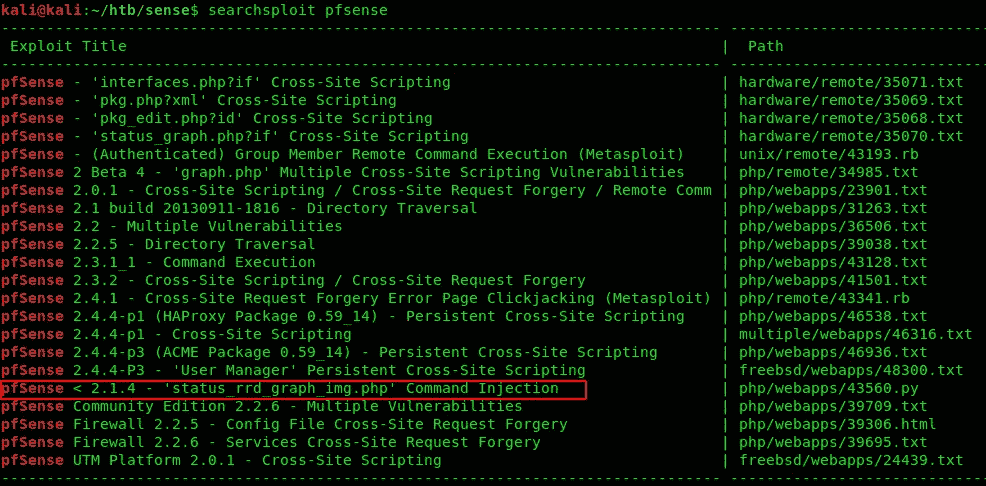 kali@kali:~/htb/sense$ searchsploit pfsense
Exploit Title | Path
pfSense - 'interfaces.php?if' Cross-Site Scripting | hardware/remote/35071.txt
pfSense - 'pkg.php?xml' Cross-Site Scripting | hardware/remote/35069.txt
pfSense - 'pkg_edit.php?id' Cross-Site Scripting | hardware/remote/35068.txt
pfSense - 'status_graph.php?if' Cross-Site Scripting | hardware/remote/35070.txt
pfSense - (Authenticated) Group Member Remote Command Execution (Metasploit) | unix/remote/43193.rb
pfSense 2 Beta 4 - 'graph.php' Multiple Cross-Site Scripting Vulnerabilities | php/remote/34985.txt
pfSense 2.0.1 - Cross-Site Scripting / Cross-Site Request Forgery / Remote Comm | php/webapps/23901.txt
pfSense 2.1 build 20130911-1816 - Directory Traversal | php/webapps/31263.txt
pfSense 2.2 - Multiple Vulnerabilities | php/webapps/36506.txt
pfSense 2.2.5 - Directory Traversal | php/webapps/39038.txt
pfSense 2.3.1_1 - Command Execution | php/webapps/43128.txt
pfSense 2.3.2 - Cross-Site Scripting / Cross-Site Request Forgery | php/webapps/41501.txt
pfSense 2.4.1 - Cross-Site Request Forgery Error Page Clickjacking (Metasploit) | php/remote/43341.rb
pfSense 2.4.4-p1 (HAProxy Package 0.59_14) - Persistent Cross-Site Scripting | php/webapps/46538.txt
pfSense 2.4.4-p1 - Cross-Site Scripting | multiple/webapps/46316.txt
pfSense 2.4.4-p3 (ACME Package 0.59_14) - Persistent Cross-Site Scripting | php/webapps/46936.txt
pfSense 2.4.4-P3 - 'User Manager' Persistent Cross-Site Scripting | freebsd/webapps/48300.txt
pfSense < 2.1.4 - 'status_rrd_graph_img.php' Command Injection | php/webapps/43560.py
pfSense Community Edition 2.2.6 - Multiple Vulnerabilities | php/webapps/39709.txt
pfSense Firewall 2.2.5 - Config File Cross-Site Request Forgery | php/webapps/39306.html
pfSense Firewall 2.2.6 - Services Cross-Site Request Forgery | php/webapps/39695.txt
pfSense UTM Platform 2.0.1 - Cross-Site Scripting | freebsd/webapps/24439.txt